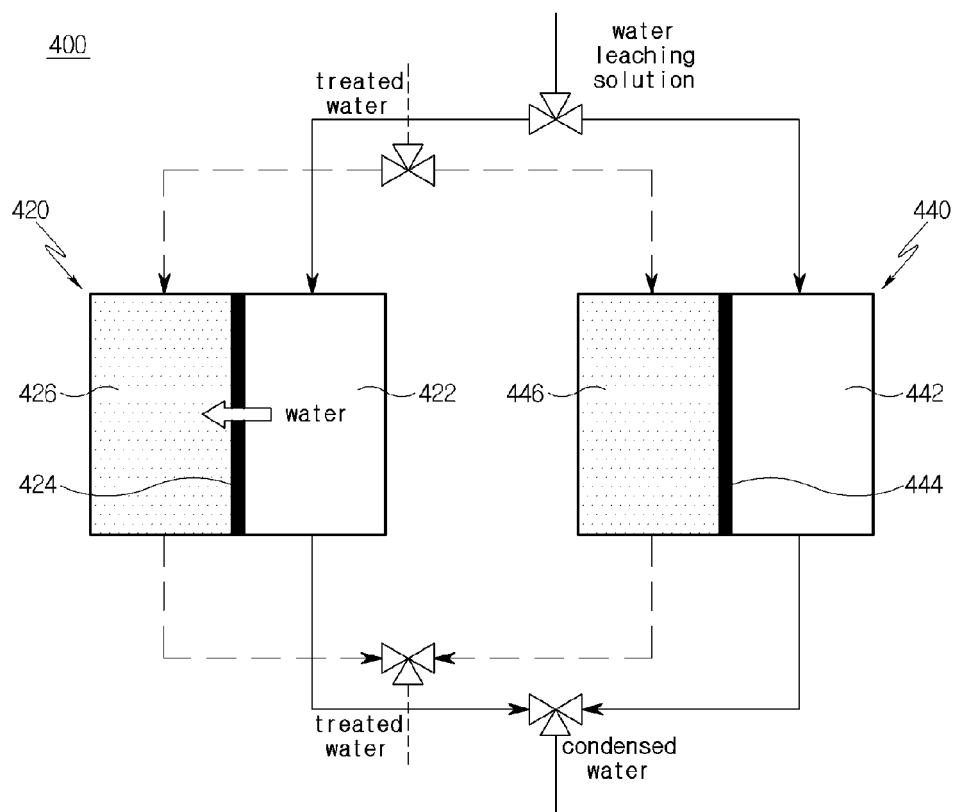 400
water
leaching
solution
treated
water
420
440
426
water
422
446
442
424
444
treated
water
condensed
water